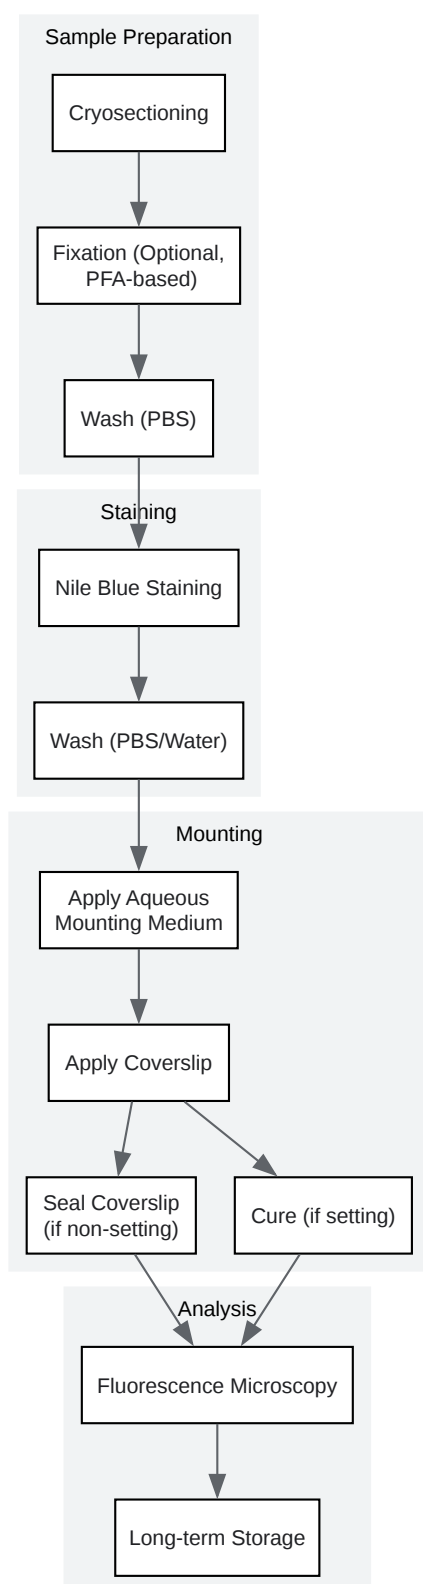 Sample Preparation
Cryosectioning
Fixation (Optional,
PFA-based)
Wash (PBS)
Staining
Nile Blue Staining
Wash (PBS/Water)
Mounting
Apply Aqueous
Mounting Medium
Apply Coverslip
Seal Coverslip
(if non-setting)
Cure (if setting)
Analysis
Fluorescence Microscopy
Long-term Storage